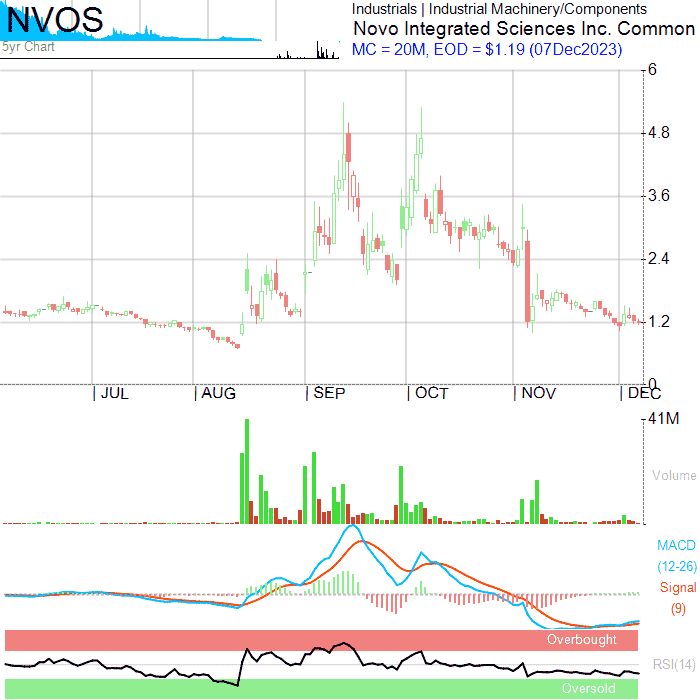 NVOS
5yr Chart
Industrials | Industrial Machinery/Components
Novo Integrated Sciences Inc. Common
MC = 20M, EOD = $1.19 (07Dec2023)
6
4.8
3.6
2.4
1.2
0
JUL AUG SEP OCT NOV DEC
41M
Volume
MACD
(12-26)
Signal
(9)
Overbought
RSI(14)
Oversold